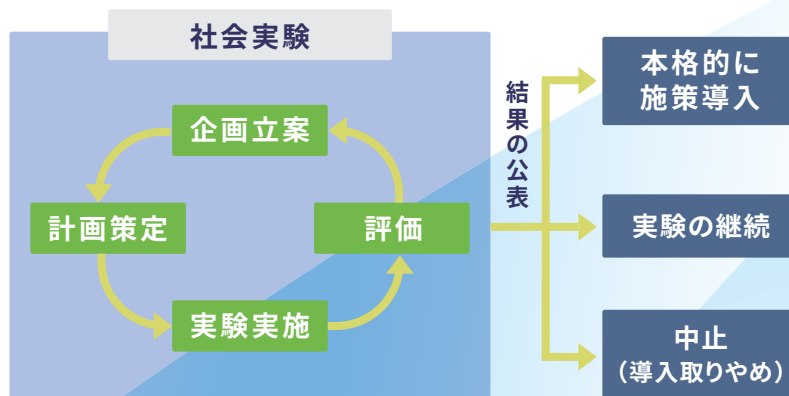 社会実験
企画立案
計画策定
評価
実験実施
結果の公表
本格的に
施策導入
実験の継続
中止
（導入取りやめ）